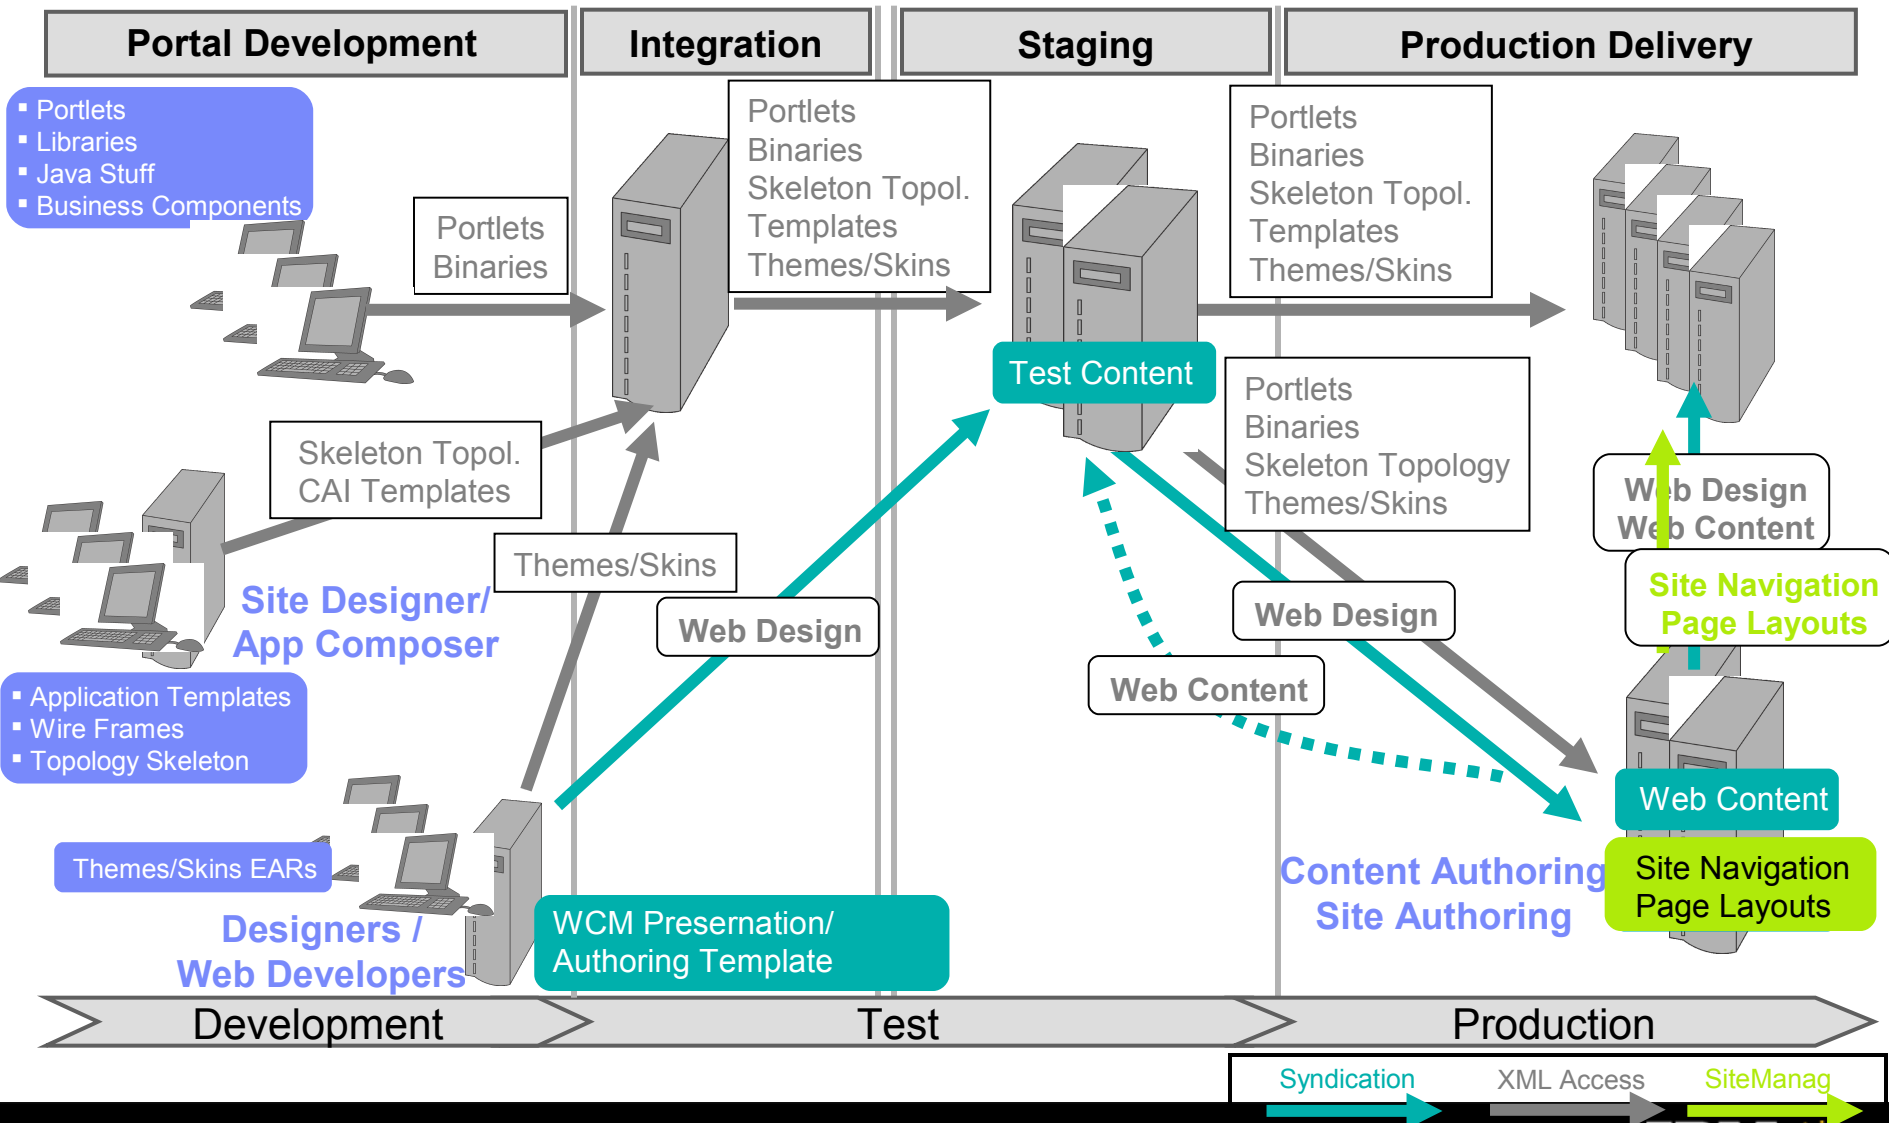 Portal Development
Integration
Staging
Production Delivery
Portlets
Libraries
Java Stuff
Business Components
Portlets
Binaries
Portlets
Binaries
Skeleton Topol.
Templates
Themes/Skins
Portlets
Binaries
Skeleton Topol.
Templates
Themes/Skins
Test Content
Portlets
Binaries
Skeleton Topology
Themes/Skins
Skeleton Topol.
CAI Templates
Themes/Skins
Web Design
Web Design
Web Content
Web Design
Web Content
Site Navigation
Page Layouts
Site Designer/
App Composer
Application Templates
Wire Frames
Topology Skeleton
Themes/Skins EARs
Designers /
Web Developers
WCM Presernation/
Authoring Template
Content Authoring
Site Authoring
Web Content
Site Navigation
Page Layouts
Development
Test
Production
Syndication
XML Access
SiteManag